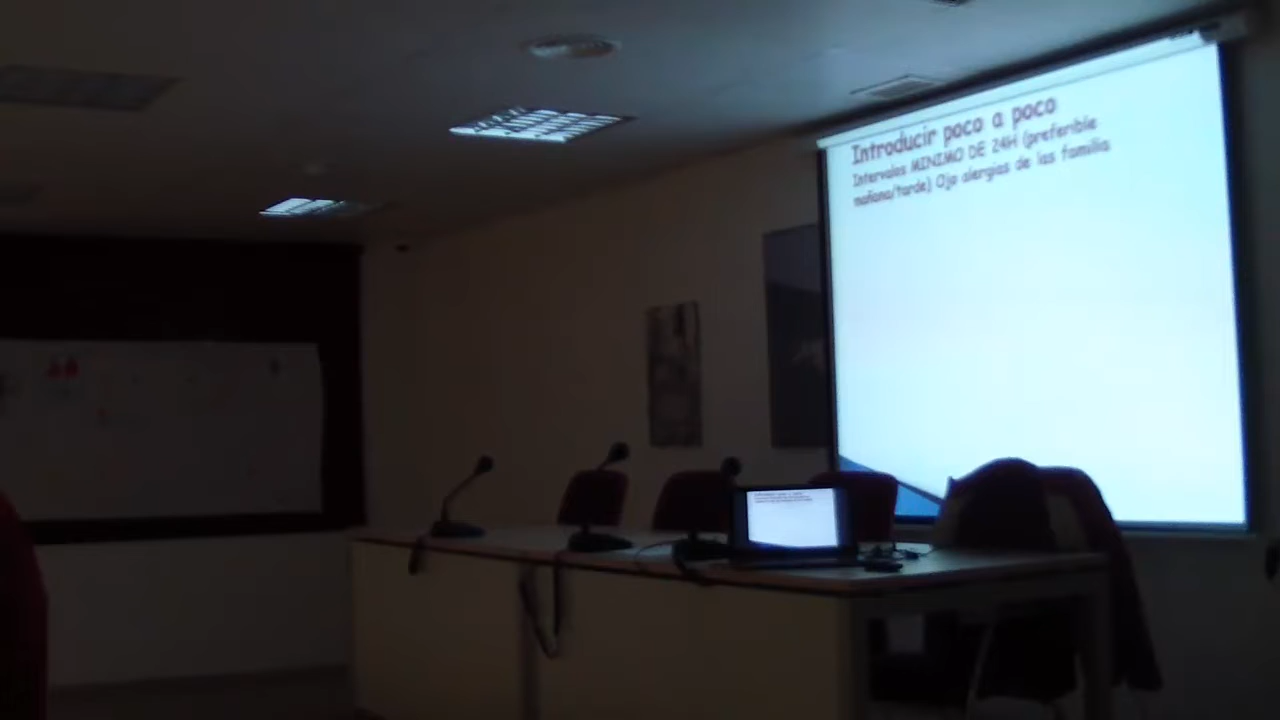 Introducir poco a poco
Intervalos MINIMO DE 24H (preferible
mañana/tarde) Ojo alergias de las familia